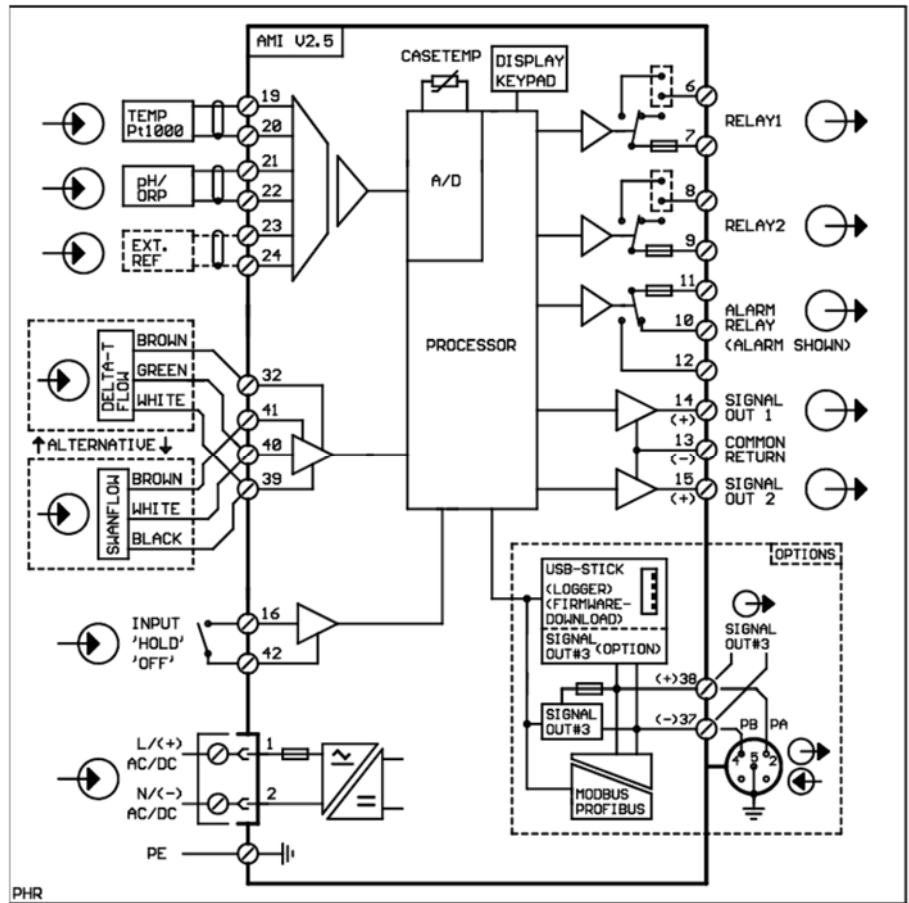 AMI V2.5
CASETEMP
DISPLAY
KEYPAD
TEMP
Pt1000
19
20
pH/
ORP
21
22
EXT.
REF
23
24
A/D
PROCESSOR
6
7
RELAY1
8
9
RELAY2
11
10
12
ALARM
RELAY
(ALARM SHOWN)
14
(+)
SIGNAL
OUT 1
13
(-)
COMMON
RETURN
15
(+)
SIGNAL
OUT 2
DELTA-T
FLOW
BROWN
GREEN
WHITE
32
41
40
39
↑ALTERNATIVE↓
SWANFLOW
BROWN
WHITE
BLACK
INPUT
'HOLD'
'OFF'
16
42
OPTIONS
USB-STICK
(LOGGER)
(FIRMWARE-
DOWNLOAD)
SIGNAL
OUT#3 (OPTION)
SIGNAL
OUT#3
(+)38
(-)37
SIGNAL
OUT#3
PB PA
4 5 2
MODBUS
PROFIBUS
L/(+)
AC/DC
1
N/(-)
AC/DC
2
PE
PHR